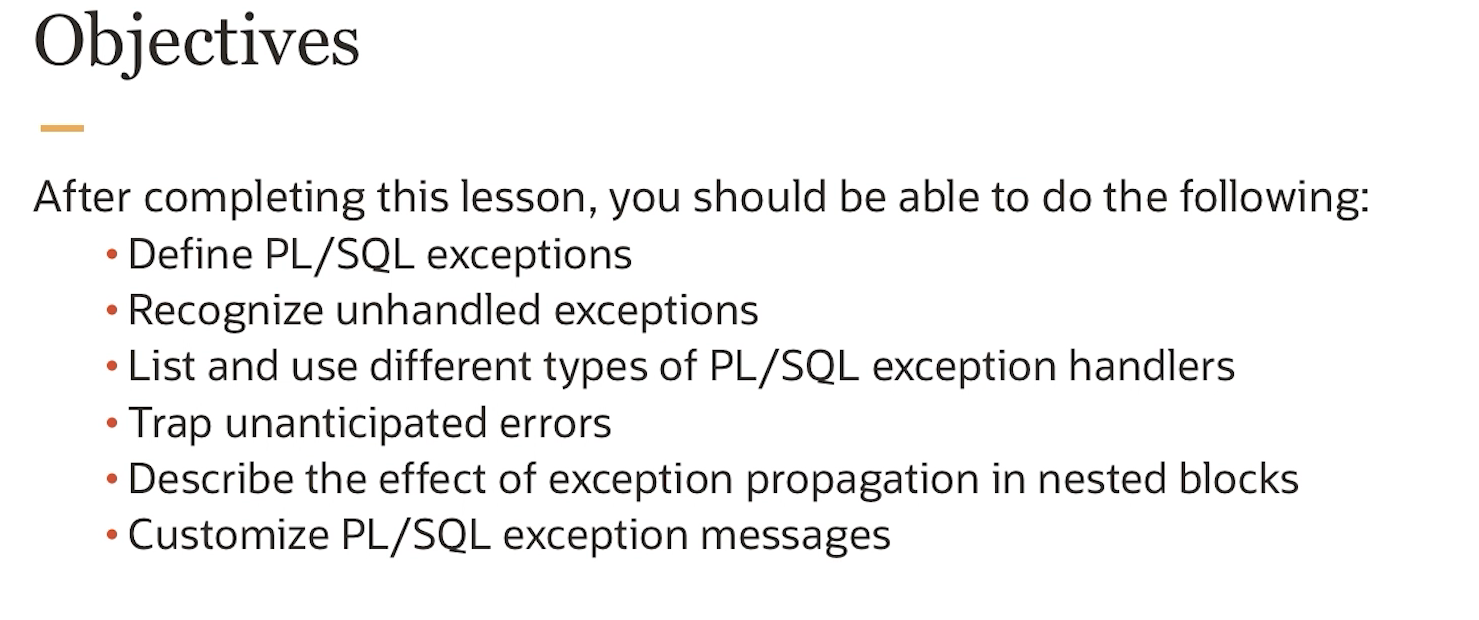 Objectives
After completing this lesson, you should be able to do the following:
• Define PL/SQL exceptions
• Recognize unhandled exceptions
• List and use different types of PL/SQL exception handlers
• Trap unanticipated errors
• Describe the effect of exception propagation in nested blocks
• Customize PL/SQL exception messages